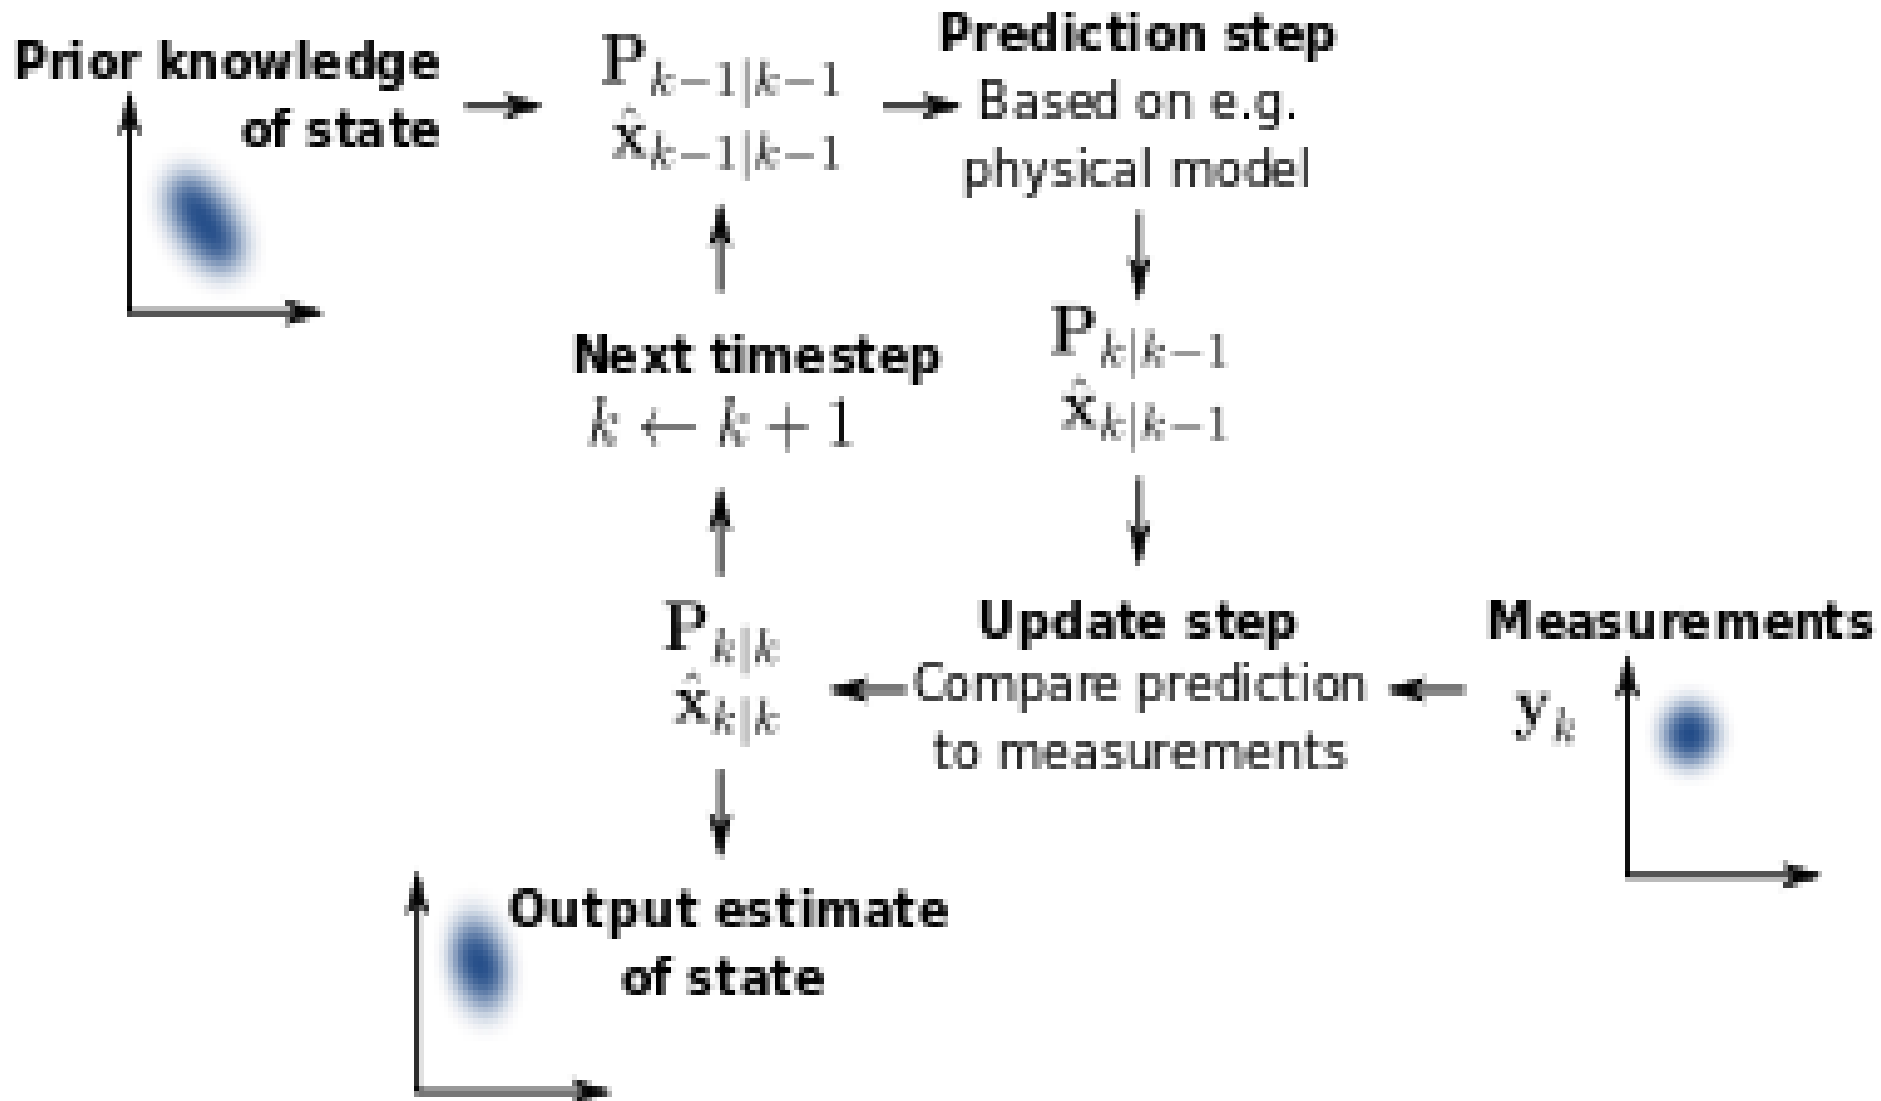 Prior knowledge
of state
P_{k−1|k−1}
x̂_{k−1|k−1}
Prediction step
Based on e.g.
physical model
Next timestep
k ← k + 1
P_{k|k−1}
x̂_{k|k−1}
P_{k|k}
x̂_{k|k}
Update step
Compare prediction
to measurements
Measurements
y_k
Output estimate
of state